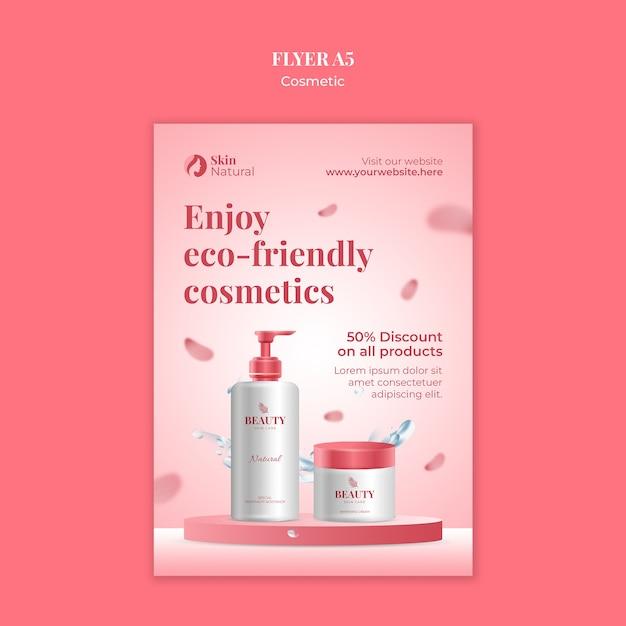 FLYER A5
Cosmetic
Skin
Natural
Visit our website
www.yourwebsite.here
Enjoy
eco-friendly
cosmetics
50% Discount
on all products
Lorem ipsum dolor sit
amet consectetuer
adipiscing elit.
BEAUTY
SKIN CARE
Natural
SPECIAL
BEAUTY
SKIN CARE